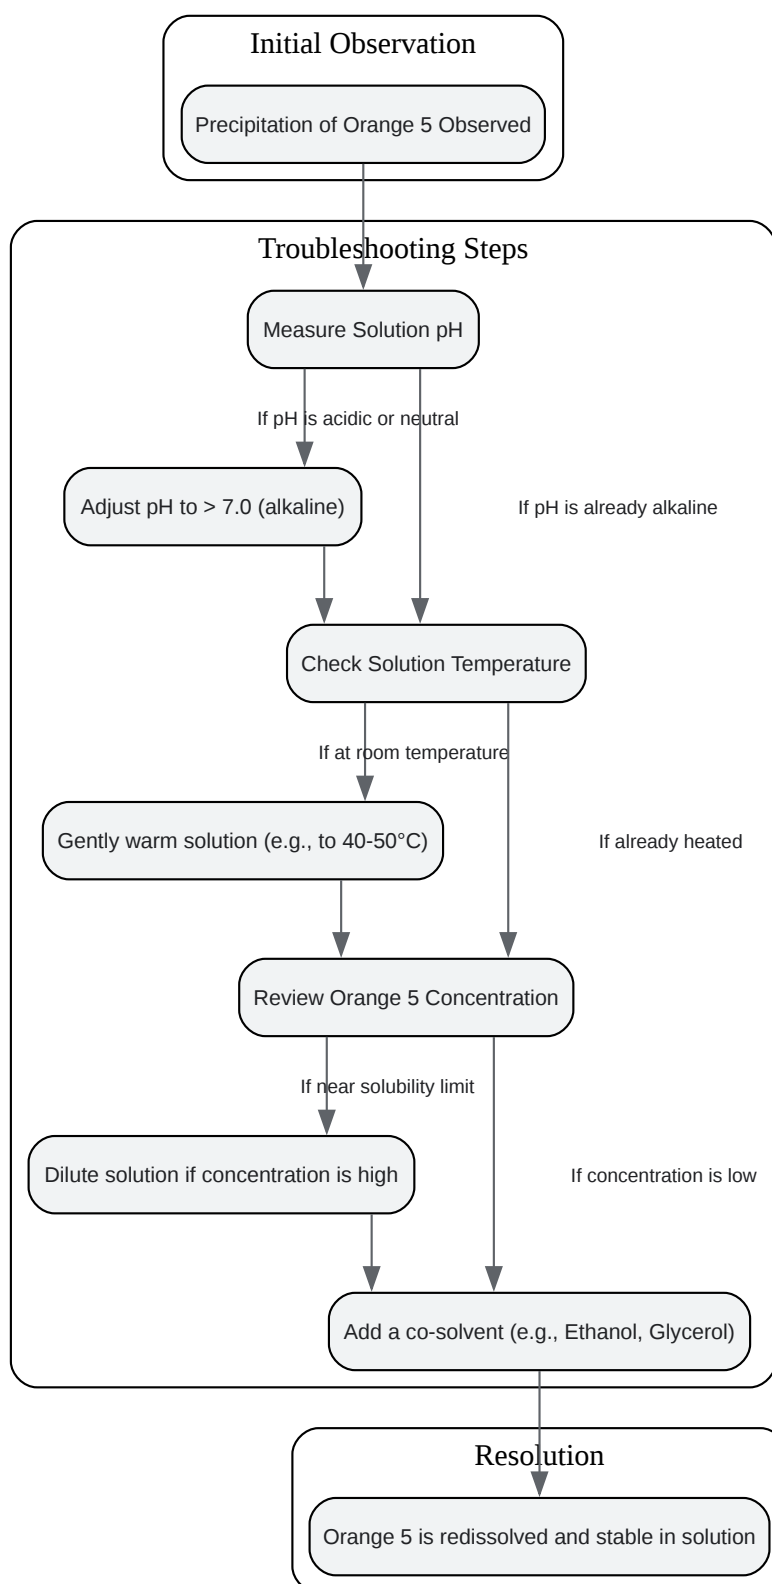 Initial Observation
Precipitation of Orange 5 Observed
Troubleshooting Steps
Measure Solution pH
If pH is acidic or neutral
Adjust pH to > 7.0 (alkaline)
If pH is already alkaline
Check Solution Temperature
If at room temperature
Gently warm solution (e.g., to 40-50°C)
If already heated
Review Orange 5 Concentration
If near solubility limit
Dilute solution if concentration is high
If concentration is low
Add a co-solvent (e.g., Ethanol, Glycerol)
Resolution
Orange 5 is redissolved and stable in solution